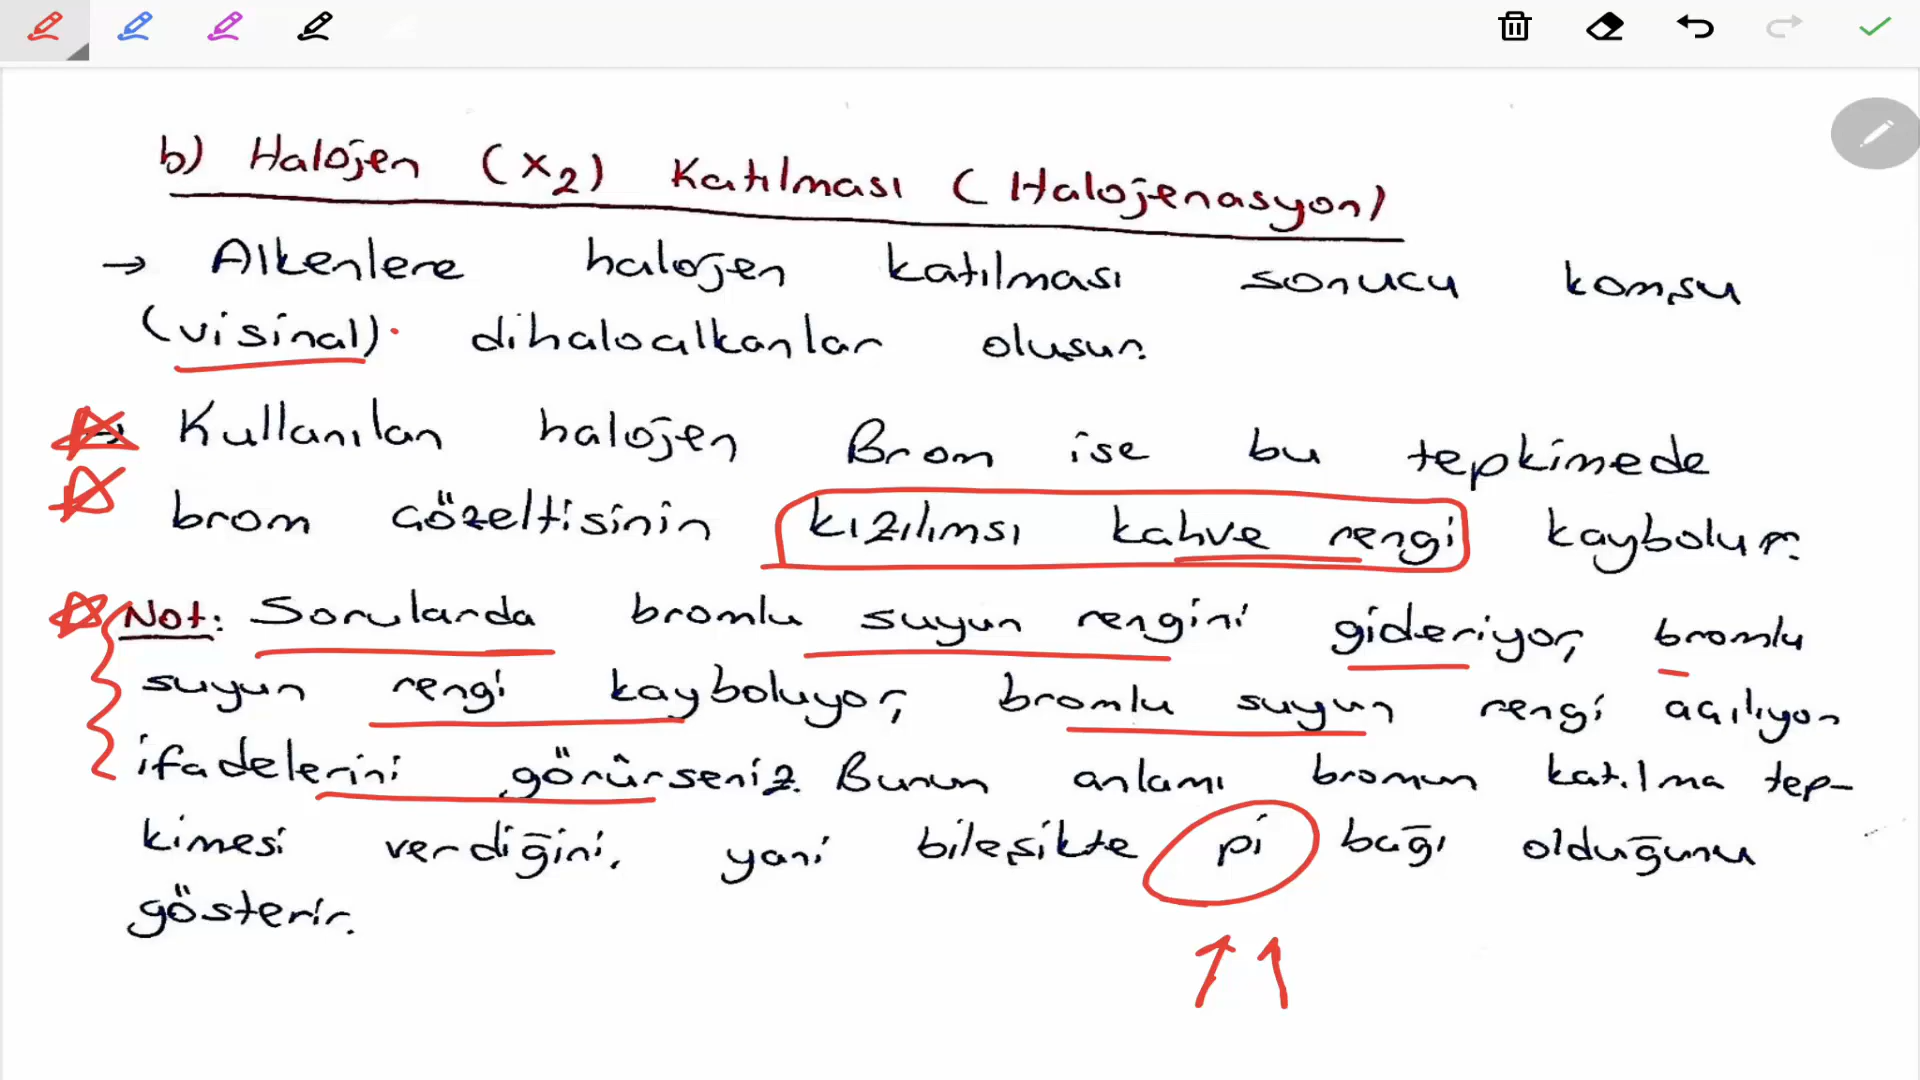 b) Halojen (X2) Katılması (Halojenasyon)
→ Alkenlere halojen katılması sonucu komşu
(visinal) dihaloalkanlar oluşur.
→ Kullanılan halojen Brom ise bu tepkimede
brom çözeltisinin kızılımsı kahve rengi kaybolur.
Not: Sorularda bromlu suyun rengini gideriyor, bromlu
suyun rengi kayboluyor, bromlu suyun rengi açılıyor
ifadelerini görürseniz. Bunun anlamı bromun katılma tep-
kimesi verdiğini, yani bileşikte pi bağı olduğunu
gösterir.